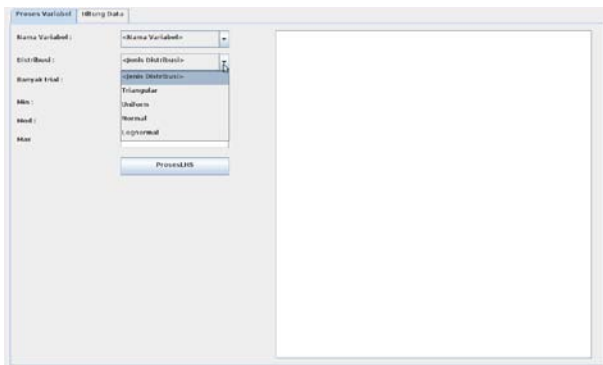 Proses Variabel Hitung Data
Nama Variabel : <Nama Variabel>
Distribusi : <Jenis Distribusi>
<Jenis Distribusi>
Banyak trial :
Triangular
Min : Uniform
Mod : Normal
Lognormal
Max
ProsesLHS